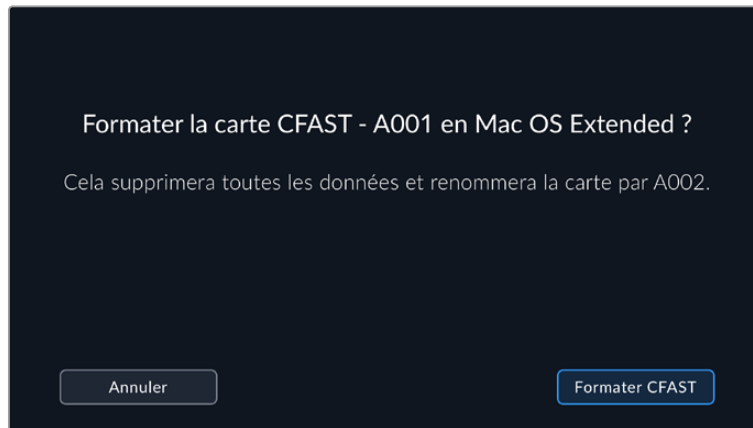 Formater la carte CFAST - A001 en Mac OS Extended ?
Cela supprimera toutes les données et renommera la carte par A002.
Annuler
Formater CFAST